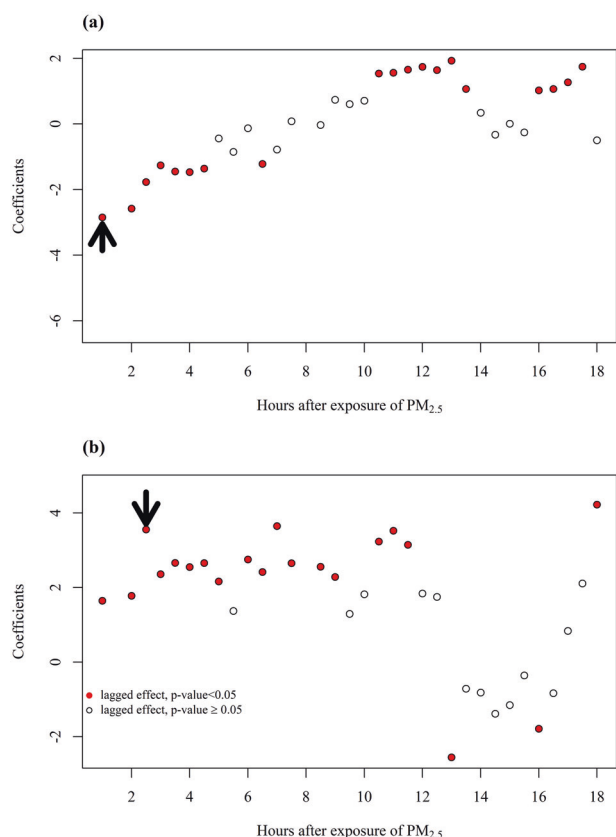 (a)
2
0
-2
-4
-6
Coefficients
2 4 6 8 10 12 14 16 18
Hours after exposure of PM2.5
(b)
4
2
0
-2
Coefficients
lagged effect, p-value<0.05
lagged effect, p-value ≥ 0.05
2 4 6 8 10 12 14 16 18
Hours after exposure of PM2.5